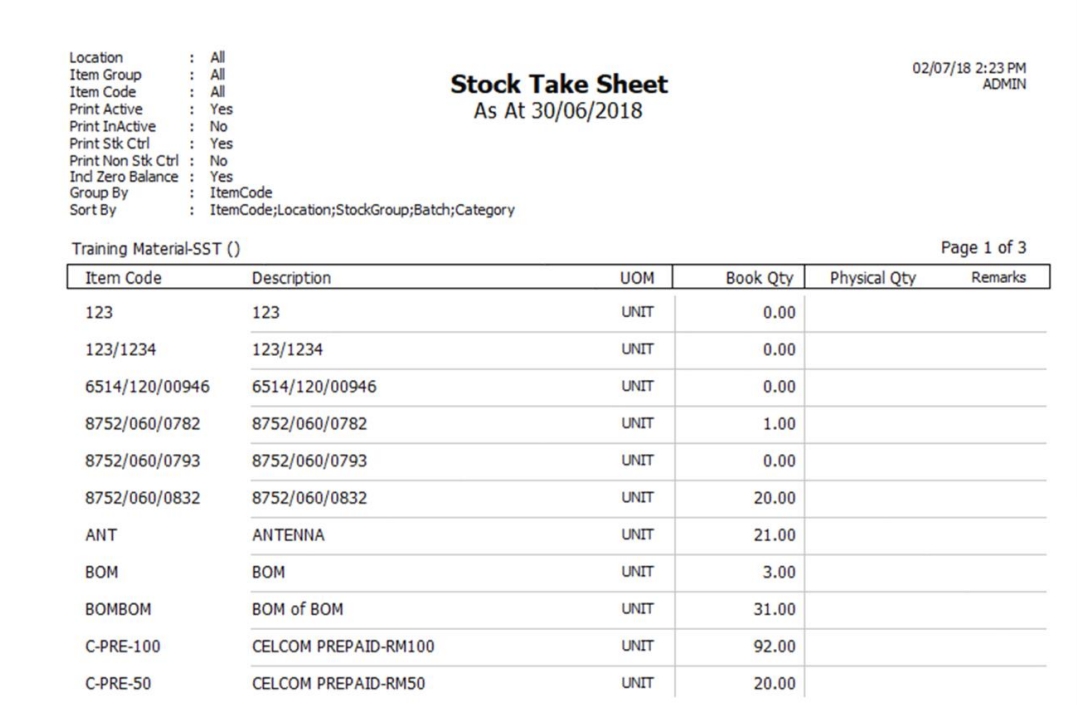 Location : All
Item Group : All
Item Code : All
Print Active : Yes
Print InActive : No
Print Stk Ctrl : Yes
Print Non Stk Ctrl : No
Incl Zero Balance : Yes
Group By : ItemCode
Sort By : ItemCode;Location;StockGroup;Batch;Category
Stock Take Sheet
As At 30/06/2018
02/07/18 2:23 PM
ADMIN
Training Material-SST () Page 1 of 3
Item Code Description UOM Book Qty Physical Qty Remarks
123 123 UNIT 0.00
123/1234 123/1234 UNIT 0.00
6514/120/00946 6514/120/00946 UNIT 0.00
8752/060/0782 8752/060/0782 UNIT 1.00
8752/060/0793 8752/060/0793 UNIT 0.00
8752/060/0832 8752/060/0832 UNIT 20.00
ANT ANTENNA UNIT 21.00
BOM BOM UNIT 3.00
BOMBOM BOM of BOM UNIT 31.00
C-PRE-100 CELCOM PREPAID-RM100 UNIT 92.00
C-PRE-50 CELCOM PREPAID-RM50 UNIT 20.00